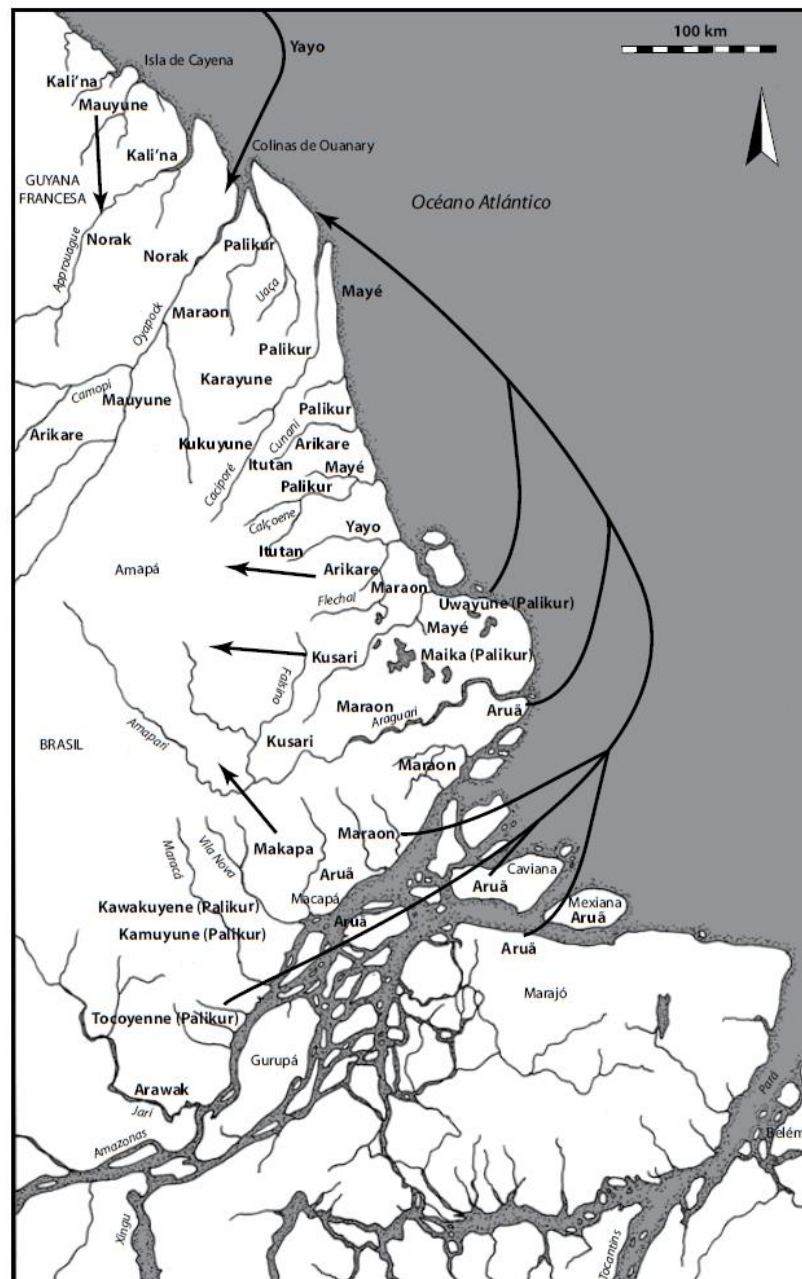 100 km
Yayo
Isla de Cayena
Kali'na
Mauyune
Kali'na
Colinas de Ouanary
GUYANA
FRANCESA
Océano Atlántico
Approuague
Norak
Norak
Palikur
Uaça
Mayé
Oyapock
Maraon
Palikur
Karayune
Camopi
Mauyune
Palikur
Arikare
Kukuyune
Cunani
Arikare
Itutan
Mayé
Caciporé
Palikur
Calçoene
Yayo
Itutan
Amapá
Arikare
Maraon
Flechal
Uwayune (Palikur)
Mayé
Kusari
Maika (Palikur)
Falsino
Maraon
Araguari
Aruã
Amapari
BRASIL
Kusari
Maraon
Maraon
Makapa
Vila Nova
Maracá
Aruã
Caviana
Aruã
Macapá
Mexiana
Aruã
Kawakuyene (Palikur)
Aruã
Kamuyune (Palikur)
Aruã
Marajó
Tocoyenne (Palikur)
Gurupá
Arawak
Jari
Pará
Belém
Amazonas
Xingu
Tocantins